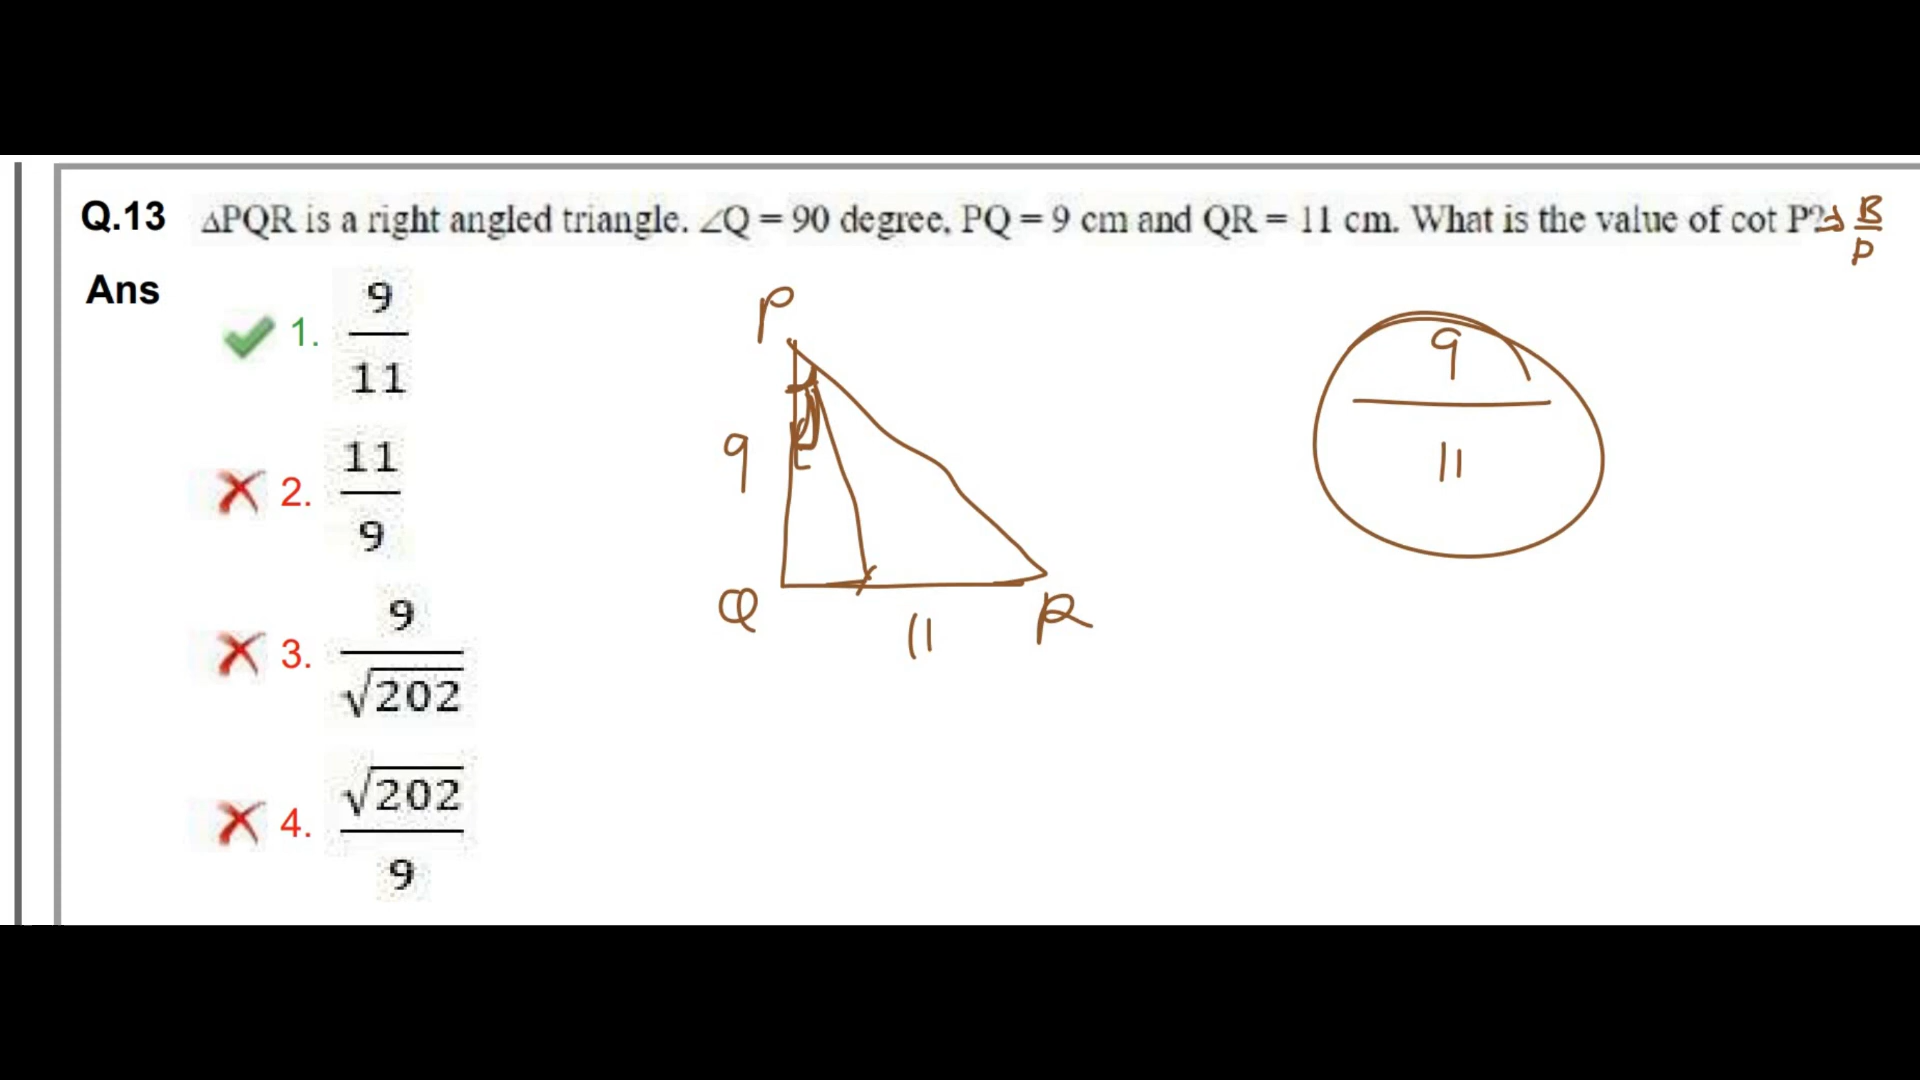 Q.13 ΔPQR is a right angled triangle. ∠Q = 90 degree, PQ = 9 cm and QR = 11 cm. What is the value of cot P? ⇒ B/P
Ans
1. 9/11
2. 11/9
3. 9/√202
4. √202/9
P
9
Q
11
R
9/11